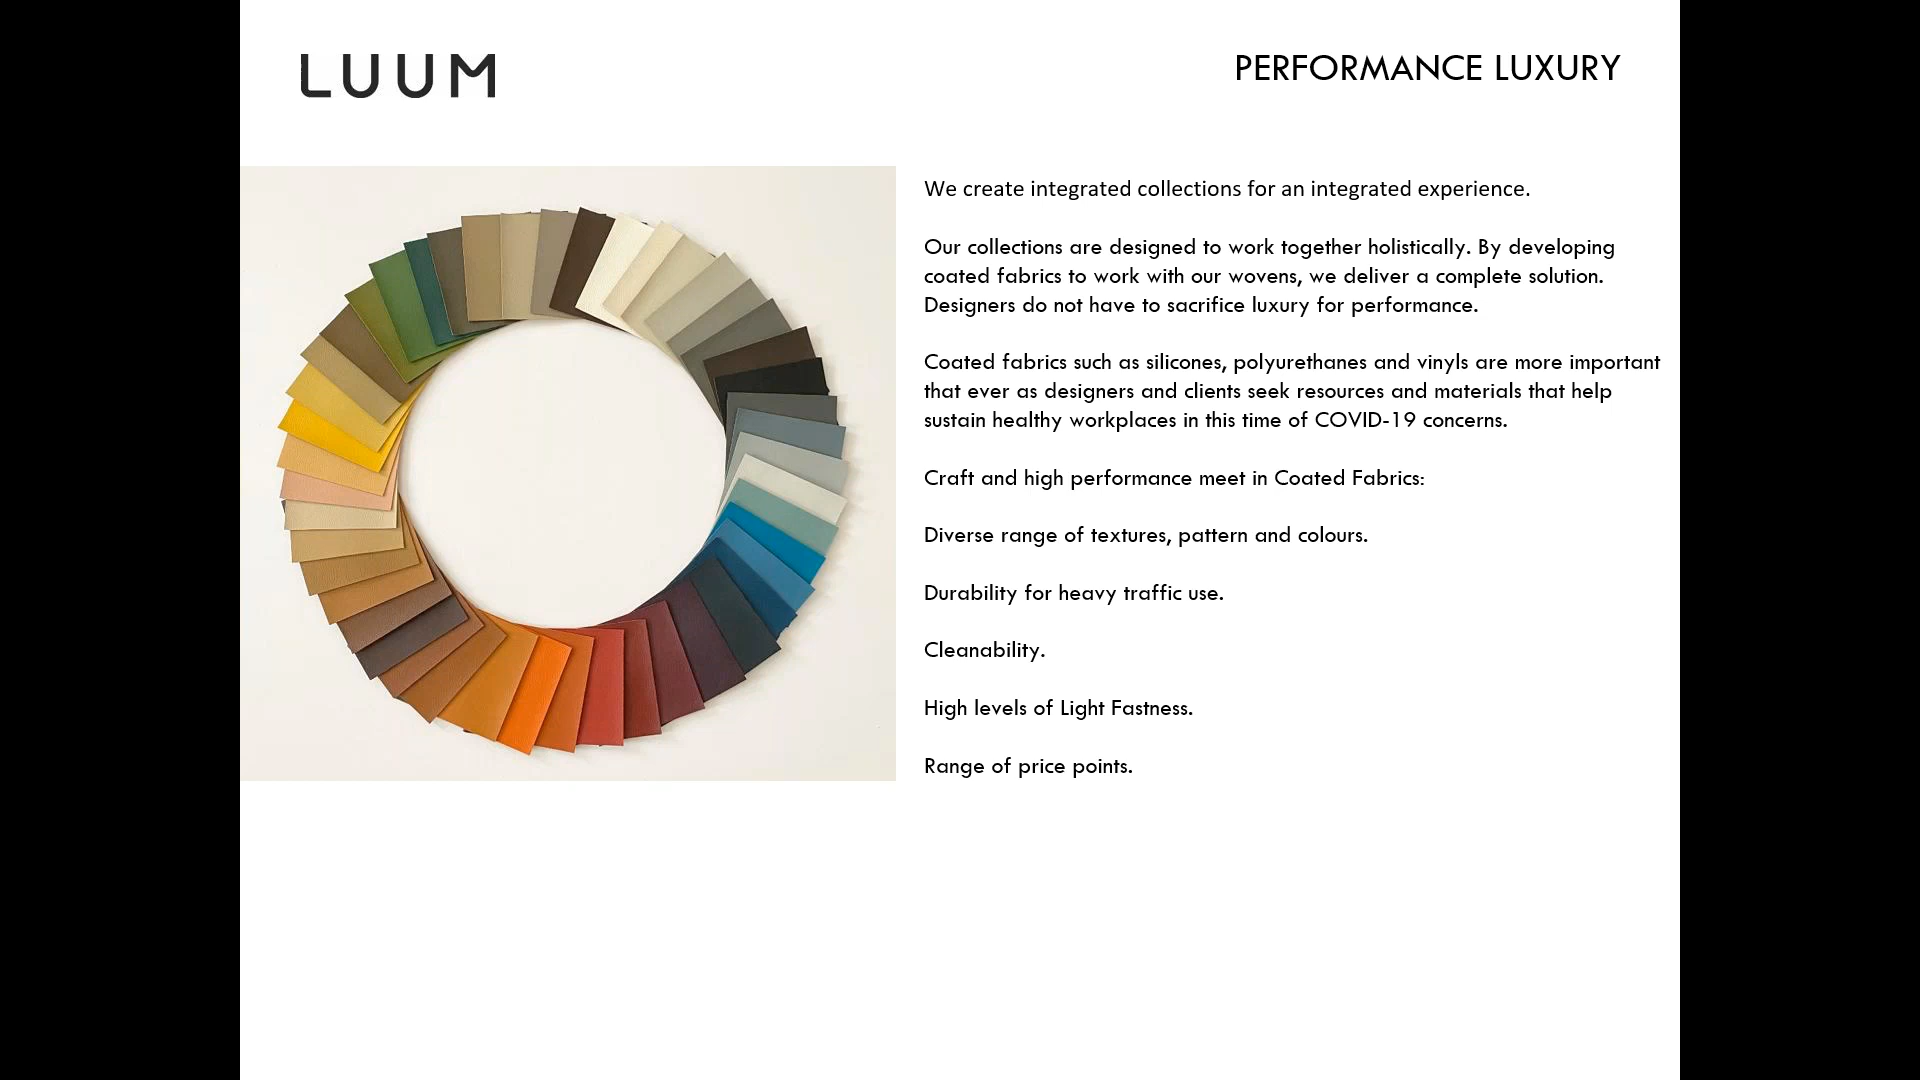 LUUM
PERFORMANCE LUXURY
We create integrated collections for an integrated experience.
Our collections are designed to work together holistically. By developing
coated fabrics to work with our wovens, we deliver a complete solution.
Designers do not have to sacrifice luxury for performance.
Coated fabrics such as silicones, polyurethanes and vinyls are more important
that ever as designers and clients seek resources and materials that help
sustain healthy workplaces in this time of COVID-19 concerns.
Craft and high performance meet in Coated Fabrics:
Diverse range of textures, pattern and colours.
Durability for heavy traffic use.
Cleanability.
High levels of Light Fastness.
Range of price points.